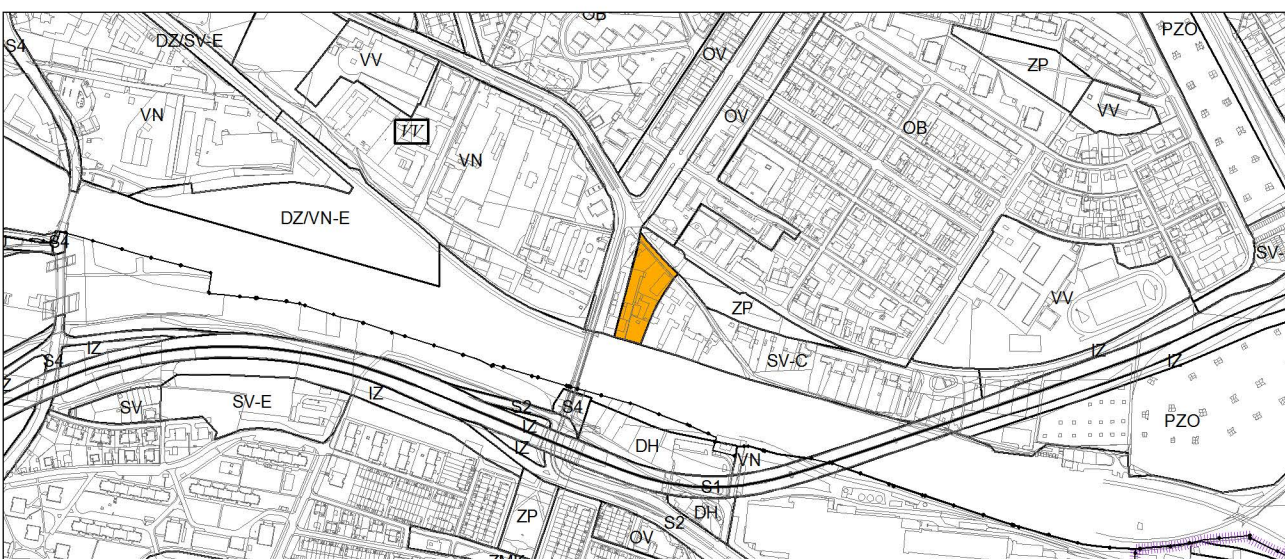 OB
PZO
S4
DZ/SV-E
OV
VV
ZP
VV
VN
OV
OB
VV
VN
DZ/VN-E
SV-
S4
ZP
VV
SV-C
IZ
IZ
IZ
S4
SV
SV-E
IZ
S2
S4
PZO
IZ
IZ
DH
VN
S1
DH
ZP
S2
OV